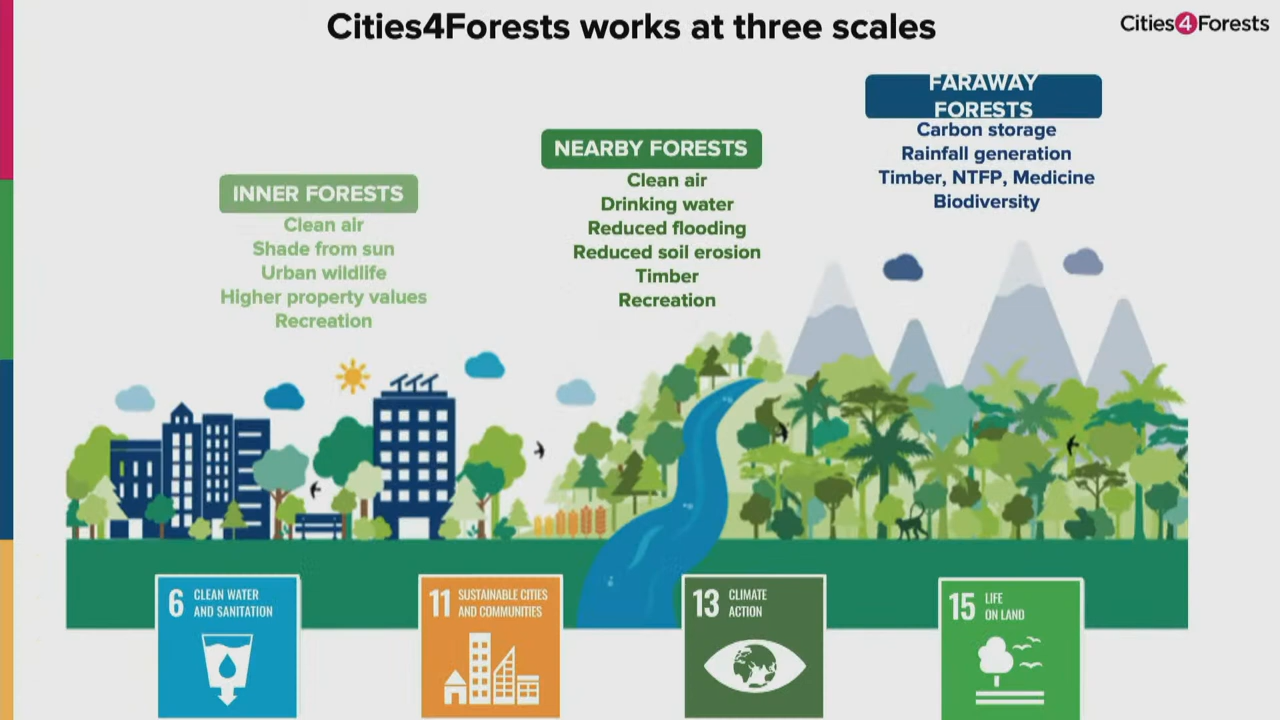 Cities4Forests works at three scales
Cities4Forests
FARAWAY
FORESTS
Carbon storage
Rainfall generation
Timber, NTFP, Medicine
Biodiversity
NEARBY FORESTS
Clean air
Drinking water
Reduced flooding
Reduced soil erosion
Timber
Recreation
INNER FORESTS
Clean air
Shade from sun
Urban wildlife
Higher property values
Recreation
6 CLEAN WATER
AND SANITATION
11 SUSTAINABLE CITIES
AND COMMUNITIES
13 CLIMATE
ACTION
15 LIFE
ON LAND